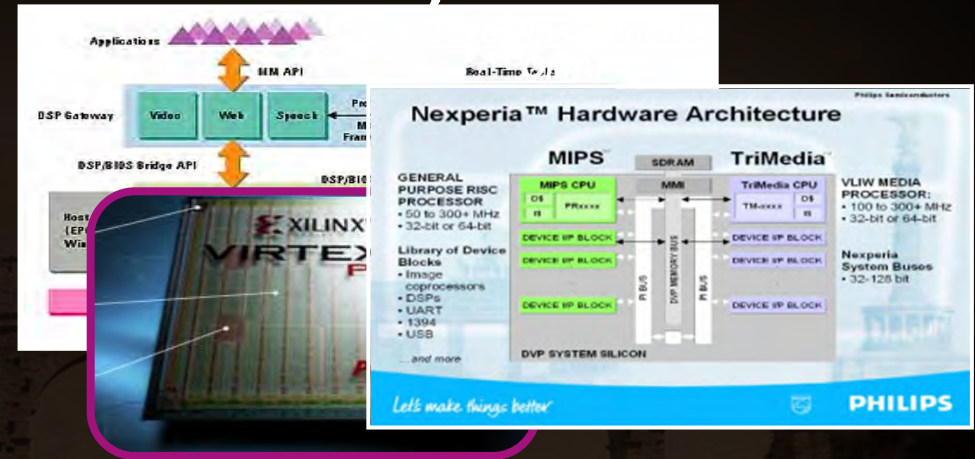 Applications
MM API
Real-Time
DSP Gateway
Video
Web
Speech
DSP/BIOS Bridge API
DSP/BIOS
Host
XILINX
VIRTEX
Philips Semiconductors
Nexperia™ Hardware Architecture
MIPS™
SDRAM
TriMedia™
GENERAL
PURPOSE RISC
PROCESSOR
• 50 to 300+ MHz
• 32-bit or 64-bit
Library of Device
Blocks
• Image
coprocessors
• DSPs
• UART
• 1394
• USB
...and more
MIPS CPU
D$
I$
PRxxxx
DEVICE I/P BLOCK
DEVICE I/P BLOCK
DEVICE I/P BLOCK
MMI
PI BUS
DVP MEMORY BUS
PI BUS
TriMedia CPU
TM-xxxx
D$
I$
DEVICE I/P BLOCK
DEVICE I/P BLOCK
DEVICE I/P BLOCK
DVP SYSTEM SILICON
VLIW MEDIA
PROCESSOR:
• 100 to 300+ MHz
• 32-bit or 64-bit
Nexperia
System Buses
• 32-128 bit
Let's make things better
PHILIPS